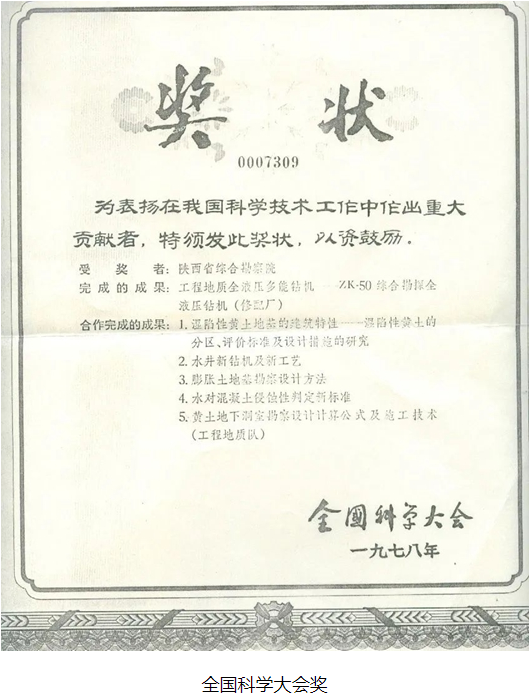 奖状
0007309
为表扬在我国科学技术工作中作出重大
贡献者，特颁发此奖状，以资鼓励．
受奖者：陕西省综合勘察院
完成的成果：工程地质全液压多能钻机——ZK-50综合勘探全
液压钻机（修配厂）
合作完成的成果：1．湿陷性黄土地基的建筑特性——湿陷性黄土的
分区、评价标准及设计措施的研究
2．水井新钻机及新工艺
3．膨胀土地基勘察设计方法
4．水对混凝土侵蚀性判定新标准
5．黄土地下洞室勘察设计计算公式及施工技术
（工程地质队）
全国科学大会
一九七八年
全国科学大会奖